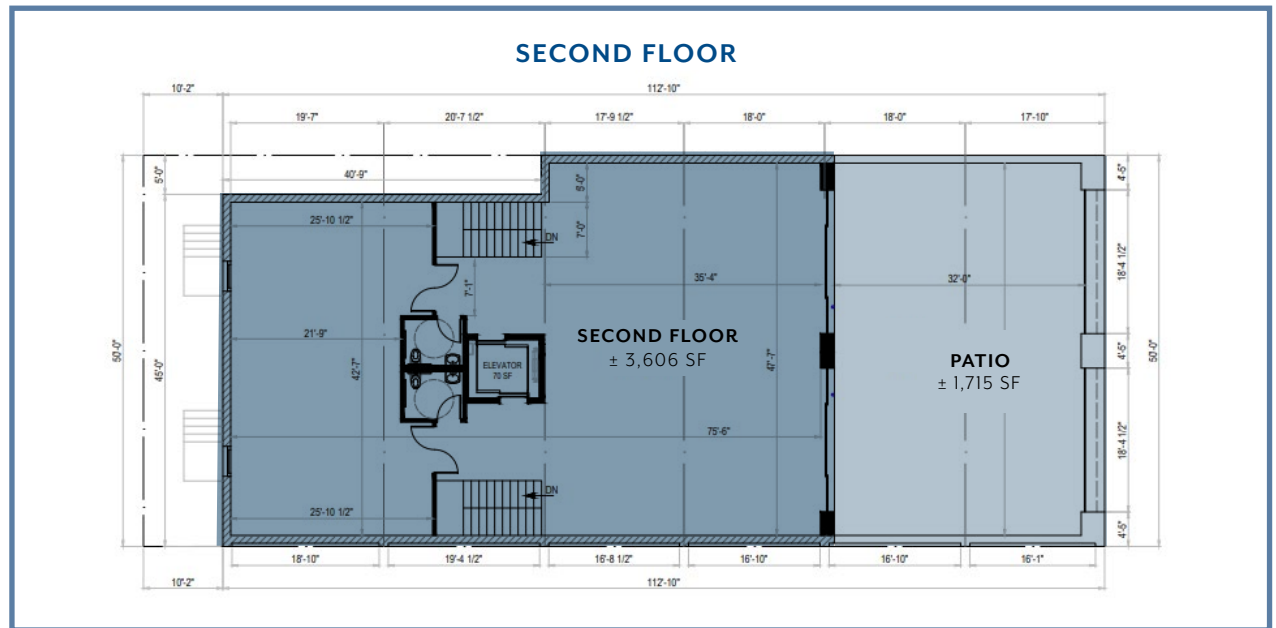 SECOND FLOOR
10'-2" 112'-10"
19'-7" 20'-7 1/2" 17'-9 1/2" 18'-0" 18'-0" 17'-10"
5'-0" 40'-9" 4'-6"
25'-10 1/2" 7'-0" DN
18'-4 1/2"
7'-1" 35'-4" 32'-0"
21'-9"
50'-0" 45'-0" 42'-7" 47'-7" 4'-6" 50'-0"
ELEVATOR
70 SF
SECOND FLOOR
± 3,606 SF
PATIO
± 1,715 SF
75'-6" 18'-4 1/2"
25'-10 1/2" DN
4'-6"
18'-10" 19'-4 1/2" 16'-8 1/2" 16'-10" 16'-10" 16'-1"
10'-2" 112'-10"